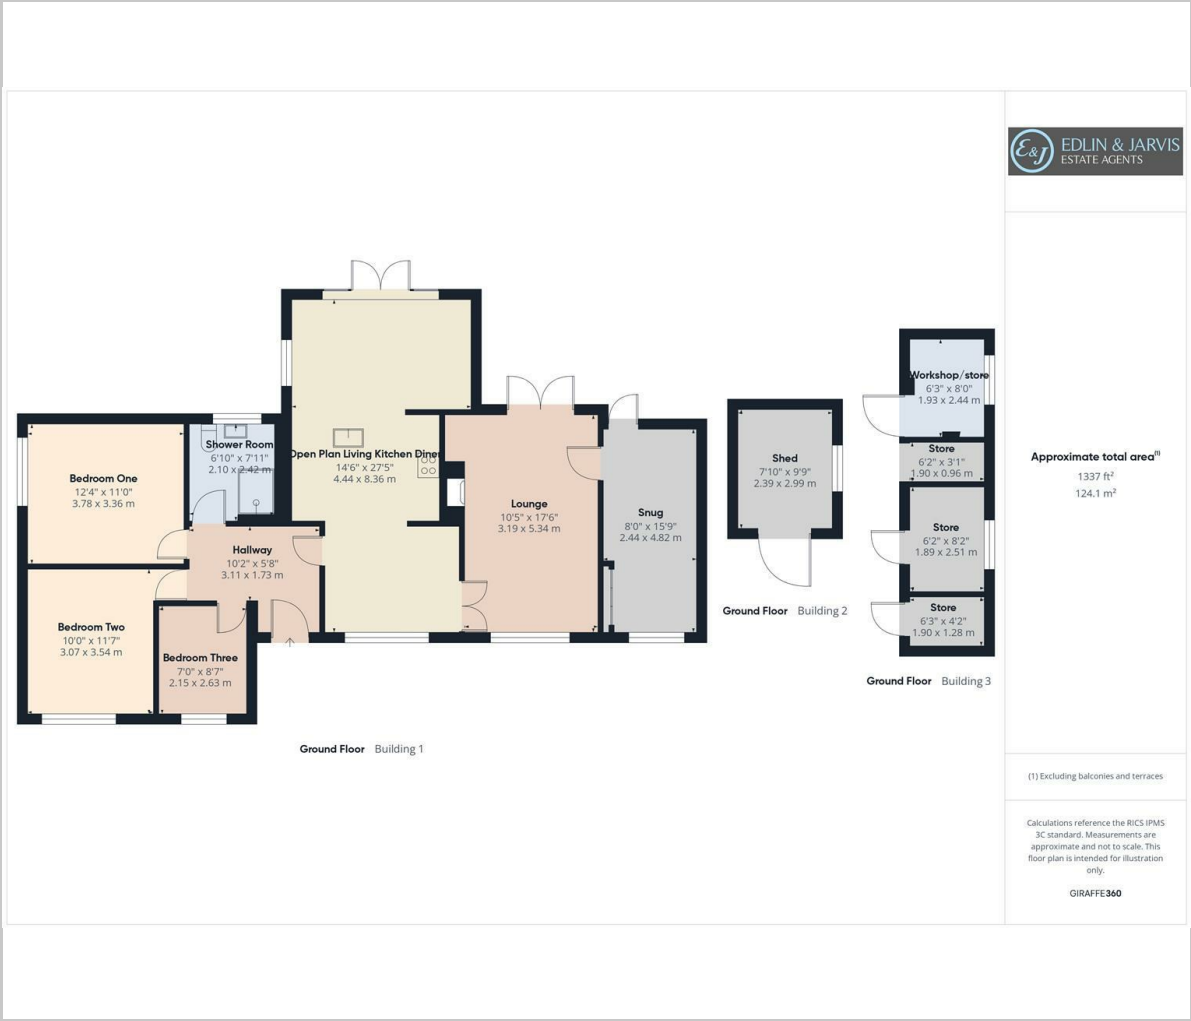 E&J
EDLIN & JARVIS
ESTATE AGENTS
Approximate total area(1)
1337 ft²
124.1 m²
(1) Excluding balconies and terraces
Calculations reference the RICS IPMS
3C standard. Measurements are
approximate and not to scale. This
floor plan is intended for illustration
only.
GIRAFFE360
Bedroom One
12'4" x 11'0"
3.78 x 3.36 m
Shower Room
6'10" x 7'11"
2.10 x 2.42 m
Open Plan Living Kitchen Diner
14'6" x 27'5"
4.44 x 8.36 m
Lounge
10'5" x 17'6"
3.19 x 5.34 m
Snug
8'0" x 15'9"
2.44 x 4.82 m
Hallway
10'2" x 5'8"
3.11 x 1.73 m
Bedroom Two
10'0" x 11'7"
3.07 x 3.54 m
Bedroom Three
7'0" x 8'7"
2.15 x 2.63 m
Ground Floor Building 1
Shed
7'10" x 9'9"
2.39 x 2.99 m
Ground Floor Building 2
Workshop/store
6'3" x 8'0"
1.93 x 2.44 m
Store
6'2" x 3'1"
1.90 x 0.96 m
Store
6'2" x 8'2"
1.89 x 2.51 m
Store
6'3" x 4'2"
1.90 x 1.28 m
Ground Floor Building 3